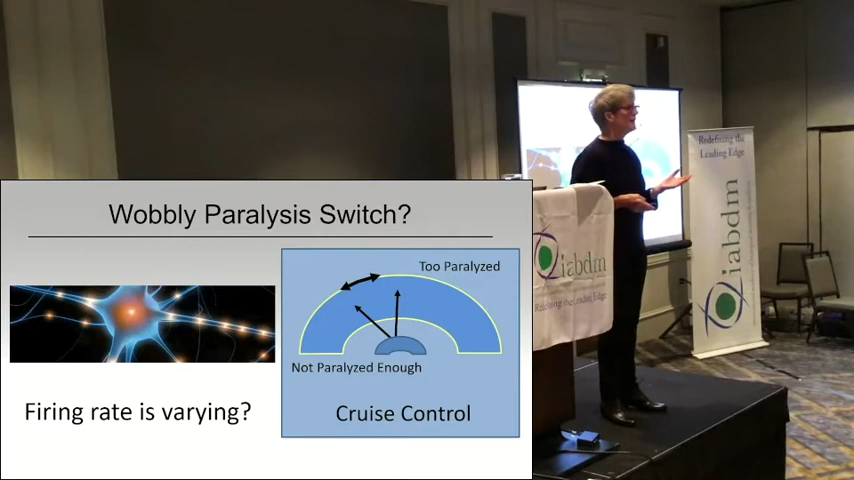 Wobbly Paralysis Switch?
Too Paralyzed
Not Paralyzed Enough
Firing rate is varying?
Cruise Control
iabdm
Redefining the Leading Edge
Redefining the
Leading Edge
iabdm